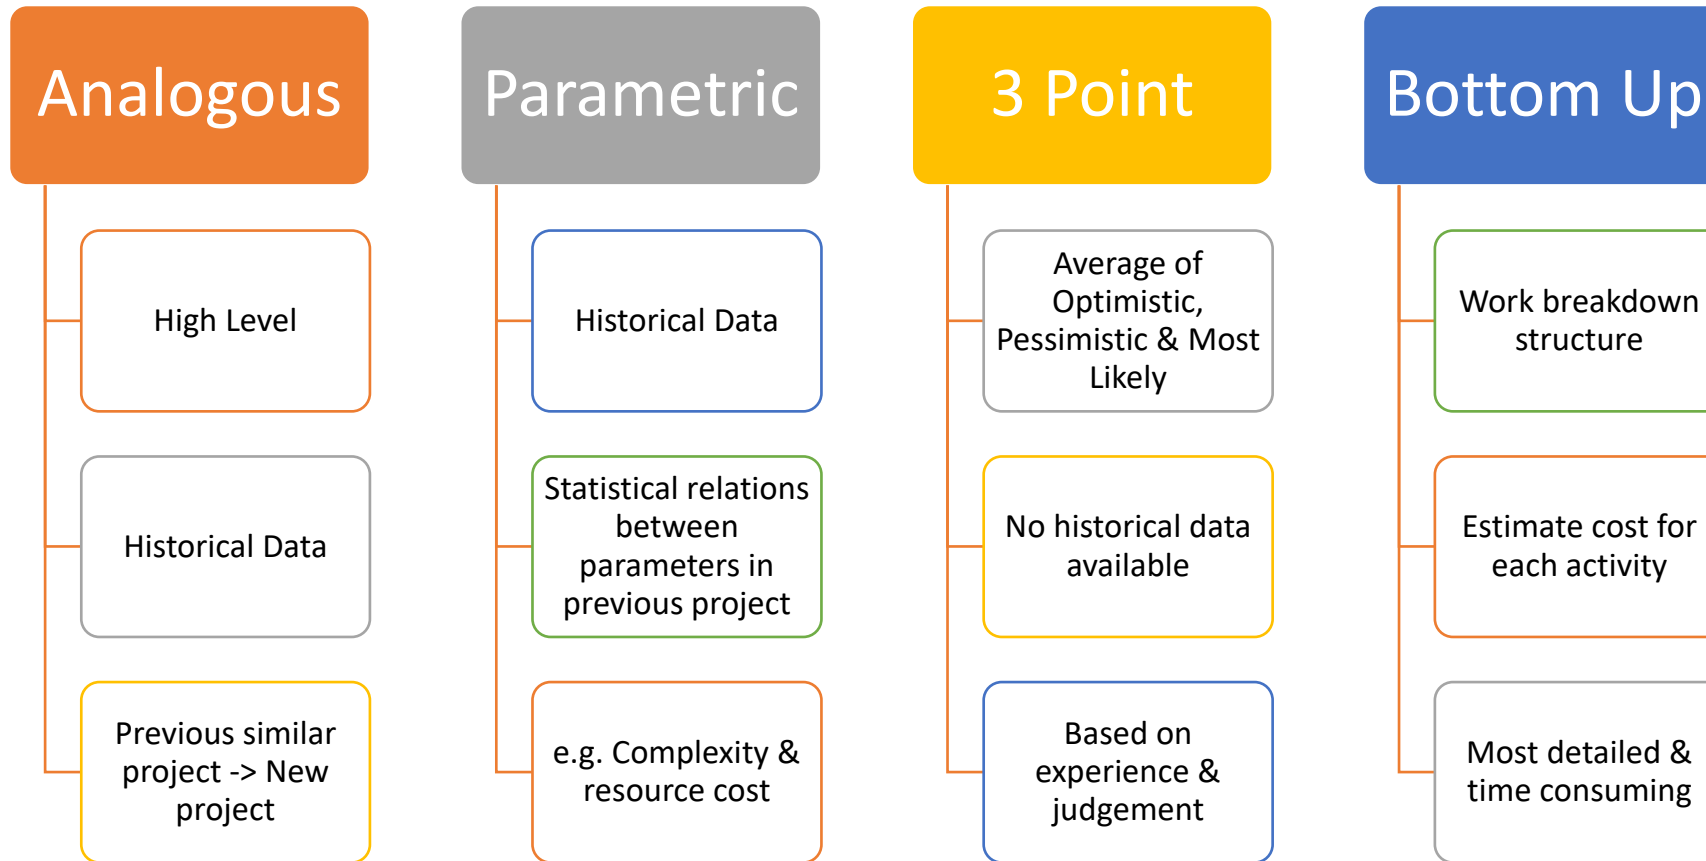 Analogous
High Level
Historical Data
Previous similar
project -> New
project
Parametric
Historical Data
Statistical relations
between
parameters in
previous project
e.g. Complexity &
resource cost
3 Point
Average of
Optimistic,
Pessimistic & Most
Likely
No historical data
available
Based on
experience &
judgement
Bottom Up
Work breakdown
structure
Estimate cost for
each activity
Most detailed &
time consuming